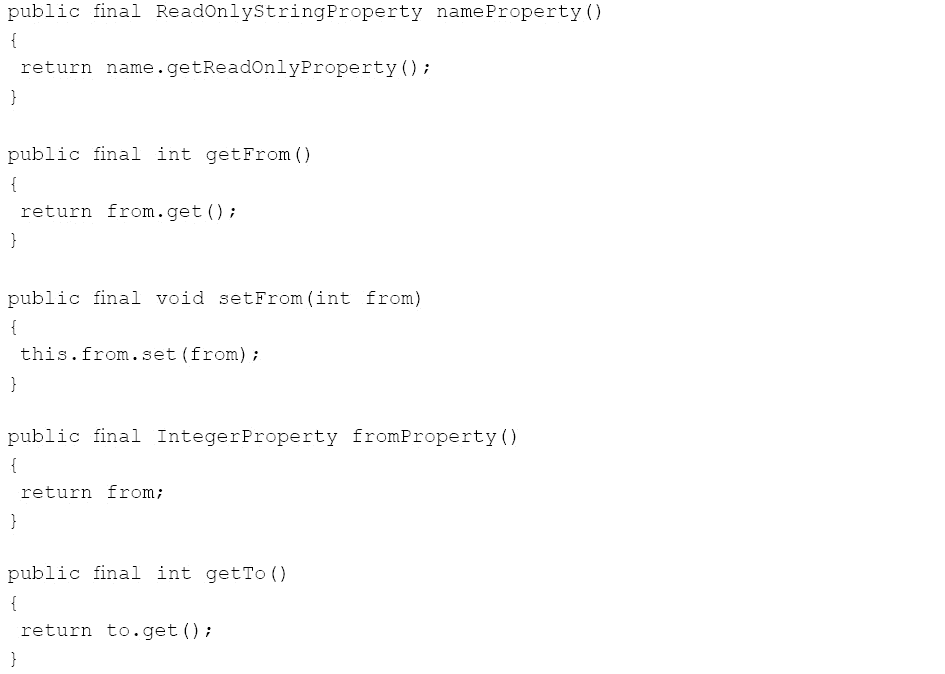 public final ReadOnlyStringProperty nameProperty()
{
return name.getReadOnlyProperty();
}
public final int getFrom()
{
return from.get();
}
public final void setFrom(int from)
{
this.from.set(from);
}
public final IntegerProperty fromProperty()
{
return from;
}
public final int getTo()
{
return to.get();
}